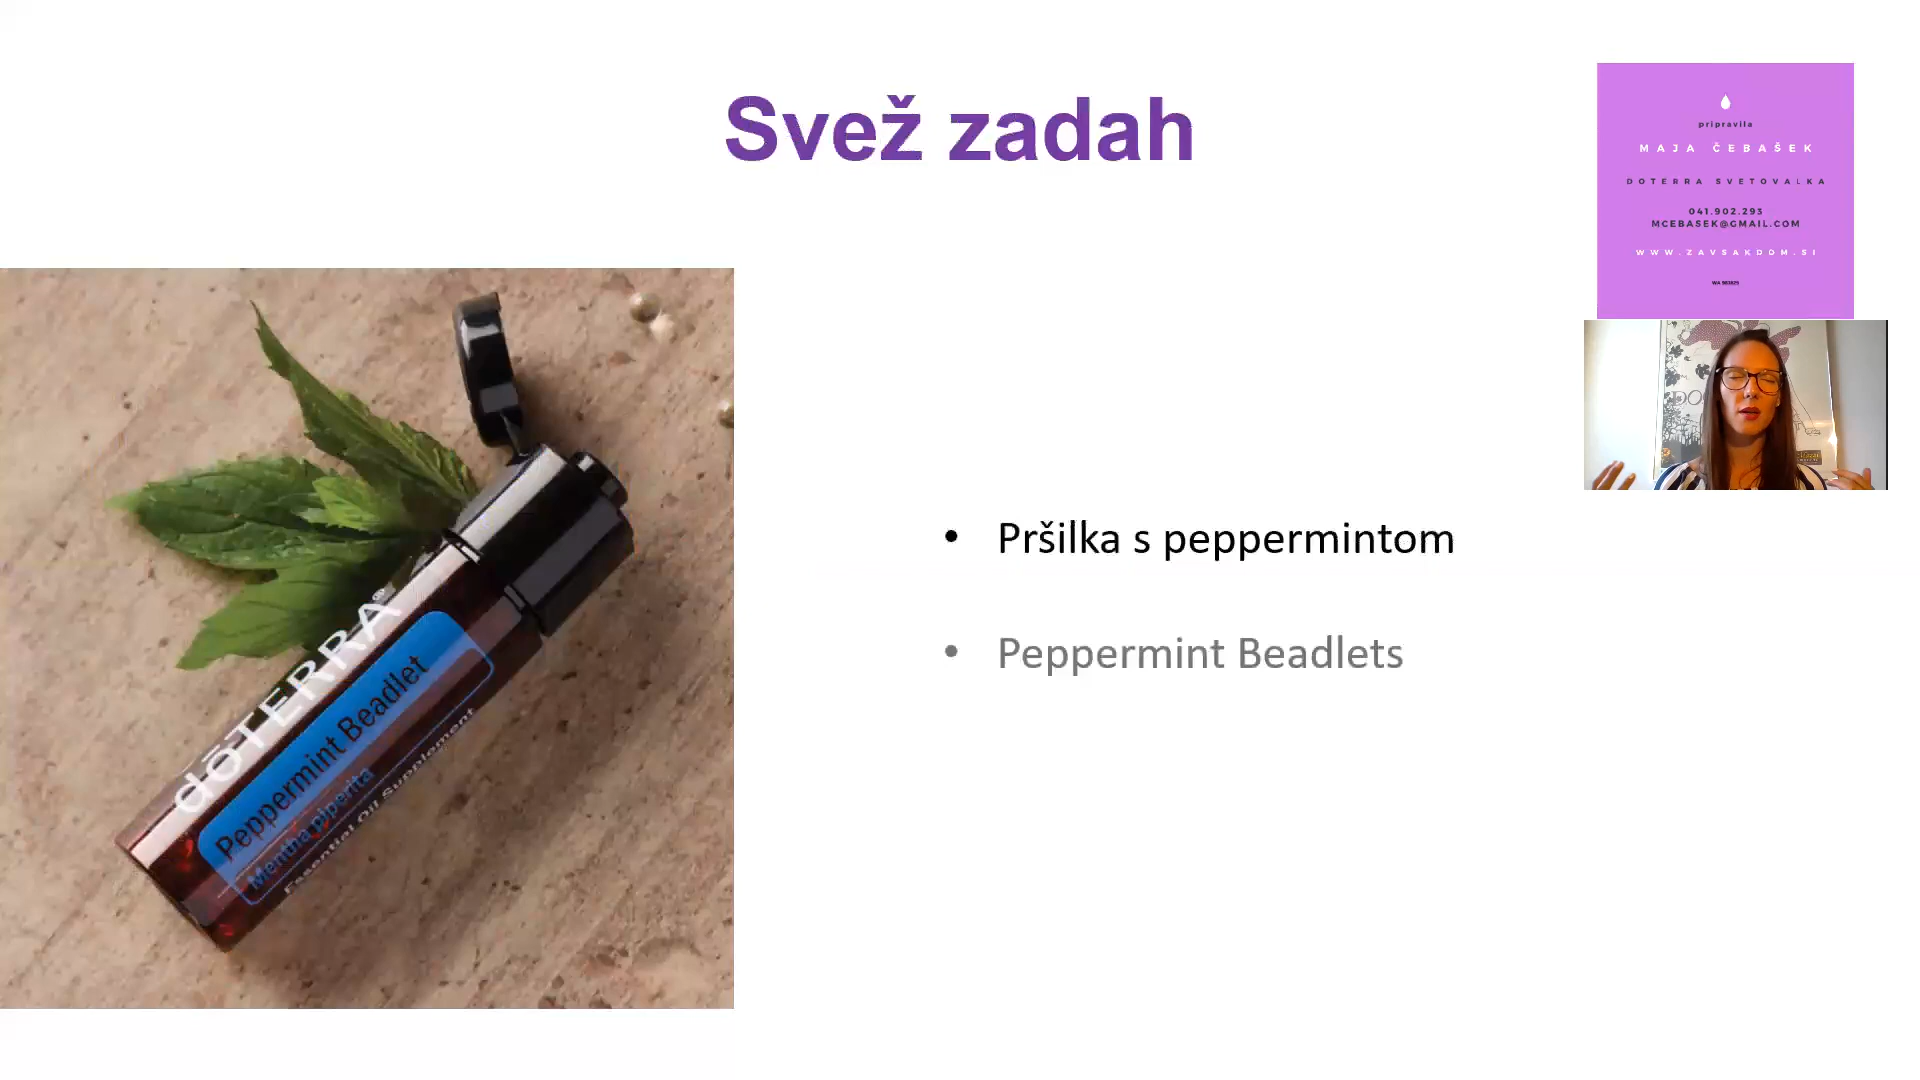 Svež zadah
pripravila
MAJA ČEBAŠEK
DOTERRA SVETOVALKA
041.902.293
MCEBASEK@GMAIL.COM
WWW.ZAVSAKDOM.SI
dōTERRA®
Peppermint Beadlet
Mentha piperita
Essential Oil Supplement
• Pršilka s peppermintom
• Peppermint Beadlets